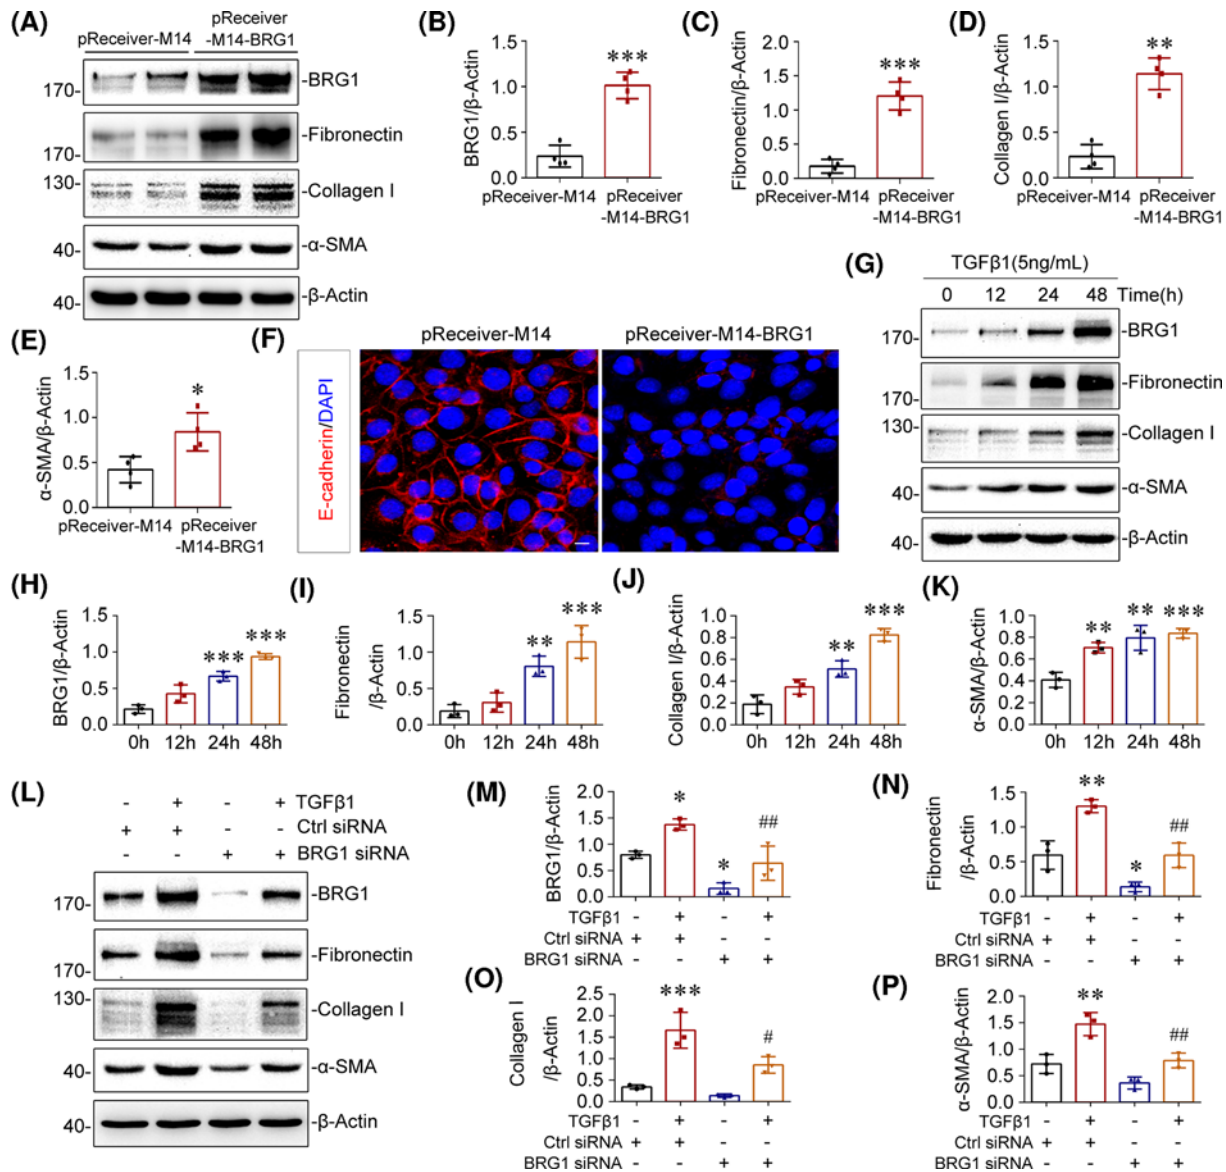 (A)
pReceiver-M14
pReceiver
-M14-BRG1
170-
-BRG1
170-
-Fibronectin
130-
-Collagen I
40-
-α-SMA
40-
-β-Actin
(B)
BRG1/β-Actin
1.5
1.0
0.5
0.0
***
pReceiver-M14
pReceiver
-M14-BRG1
(C)
Fibronectin/β-Actin
2.0
1.5
1.0
0.5
0.0
***
pReceiver-M14
pReceiver
-M14-BRG1
(D)
Collagen I/β-Actin
1.5
1.0
0.5
0.0
**
pReceiver-M14
pReceiver
-M14-BRG1
(E)
α-SMA/β-Actin
1.5
1.0
0.5
0.0
*
pReceiver-M14
pReceiver
-M14-BRG1
(F)
pReceiver-M14
pReceiver-M14-BRG1
E-cadherin/DAPI
(G)
TGFβ1(5ng/mL)
0 12 24 48 Time(h)
170-
-BRG1
170-
-Fibronectin
130-
-Collagen I
40-
-α-SMA
40-
-β-Actin
(H)
BRG1/β-Actin
1.5
1.0
0.5
0.0
***
***
0h 12h 24h 48h
(I)
Fibronectin
/β-Actin
1.5
1.0
0.5
0.0
**
***
0h 12h 24h 48h
(J)
Collagen I/β-Actin
1.0
0.8
0.6
0.4
0.2
0.0
**
***
0h 12h 24h 48h
(K)
α-SMA/β-Actin
1.0
0.8
0.6
0.4
0.2
0.0
**
**
***
0h 12h 24h 48h
(L)
- + - + TGFβ1
+ + - - Ctrl siRNA
- - + + BRG1 siRNA
170-
-BRG1
170-
-Fibronectin
130-
-Collagen I
40-
-α-SMA
40-
-β-Actin
(M)
BRG1/β-Actin
2.0
1.5
1.0
0.5
0.0
*
*
##
TGFβ1 - + - +
Ctrl siRNA + + - -
BRG1 siRNA - - + +
(N)
Fibronectin
/β-Actin
1.5
1.0
0.5
0.0
**
*
##
TGFβ1 - + - +
Ctrl siRNA + + - -
BRG1 siRNA - - + +
(O)
Collagen I
/β-Actin
2.5
2.0
1.5
1.0
0.5
0.0
***
#
TGFβ1 - + - +
Ctrl siRNA + + - -
BRG1 siRNA - - + +
(P)
α-SMA/β-Actin
2.0
1.5
1.0
0.5
0.0
**
##
TGFβ1 - + - +
Ctrl siRNA + + - -
BRG1 siRNA - - + +